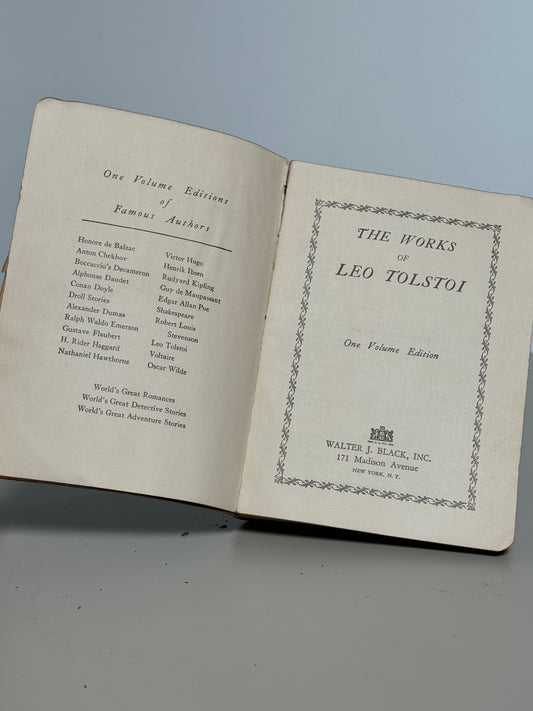 One Volume Editions
of
Famous Authors
Honore de Balzac
Anton Chekhov
Boccaccio's Decameron
Alphonse Daudet
Conan Doyle
Droll Stories
Alexander Dumas
Ralph Waldo Emerson
Gustave Flaubert
H. Rider Haggard
Nathaniel Hawthorne
Victor Hugo
Henrik Ibsen
Rudyard Kipling
Guy de Maupassant
Edgar Allan Poe
Shakespeare
Robert Louis
Stevenson
Leo Tolstoi
Voltaire
Oscar Wilde
World's Great Romances
World's Great Detective Stories
World's Great Adventure Stories
THE WORKS
OF
LEO TOLSTOI
One Volume Edition
WALTER J. BLACK, INC.
171 Madison Avenue
NEW YORK, N. Y.